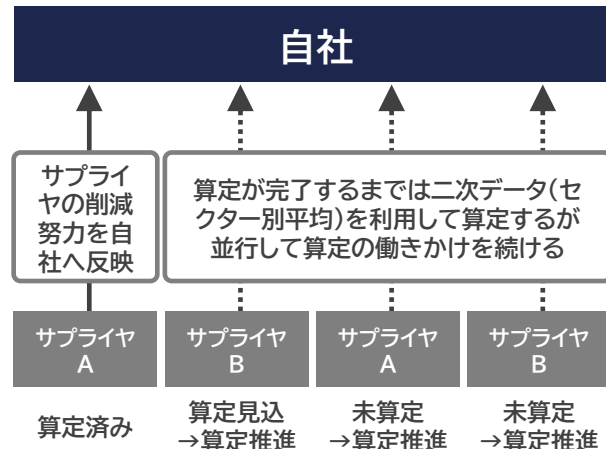 自社
サプライ
ヤの削減
努力を自
社へ反映
算定が完了するまでは二次データ(セ
クター別平均)を利用して算定するが
並行して算定の働きかけを続ける
サプライヤ
A
サプライヤ
B
サプライヤ
A
サプライヤ
B
算定済み
算定見込
→算定推進
未算定
→算定推進
未算定
→算定推進